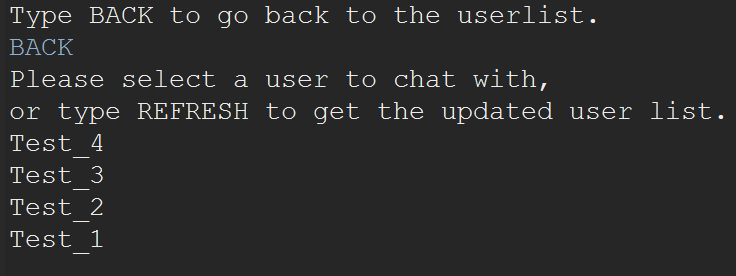 Type BACK to go back to the userlist.
BACK
Please select a user to chat with,
or type REFRESH to get the updated user list.
Test_4
Test_3
Test_2
Test_1